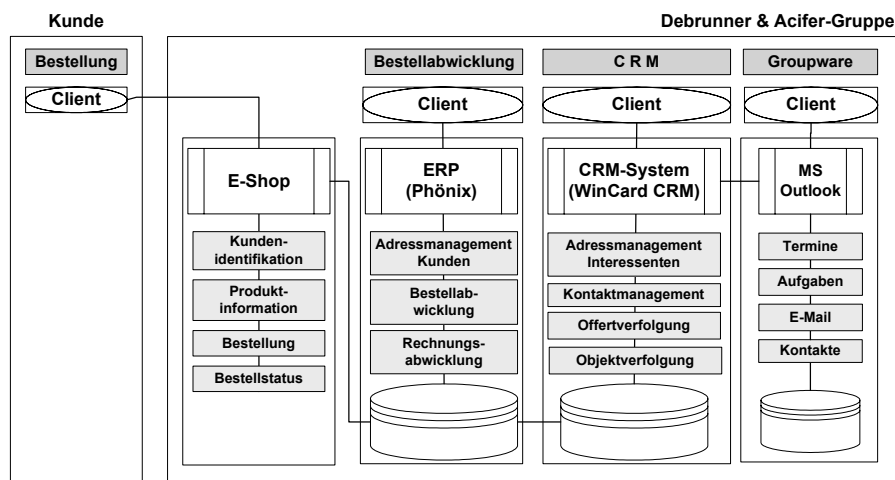 Kunde
Debrunner & Acifer-Gruppe
Bestellung
Bestellabwicklung
C R M
Groupware
Client
Client
Client
Client
E-Shop
ERP
(Phönix)
CRM-System
(WinCard CRM)
MS
Outlook
Kunden-
identifikation
Produkt-
information
Bestellung
Bestellstatus
Adressmanagement
Kunden
Bestellab-
wicklung
Rechnungs-
abwicklung
Adressmanagement
Interessenten
Kontaktmanagement
Offertverfolgung
Objektverfolgung
Termine
Aufgaben
E-Mail
Kontakte